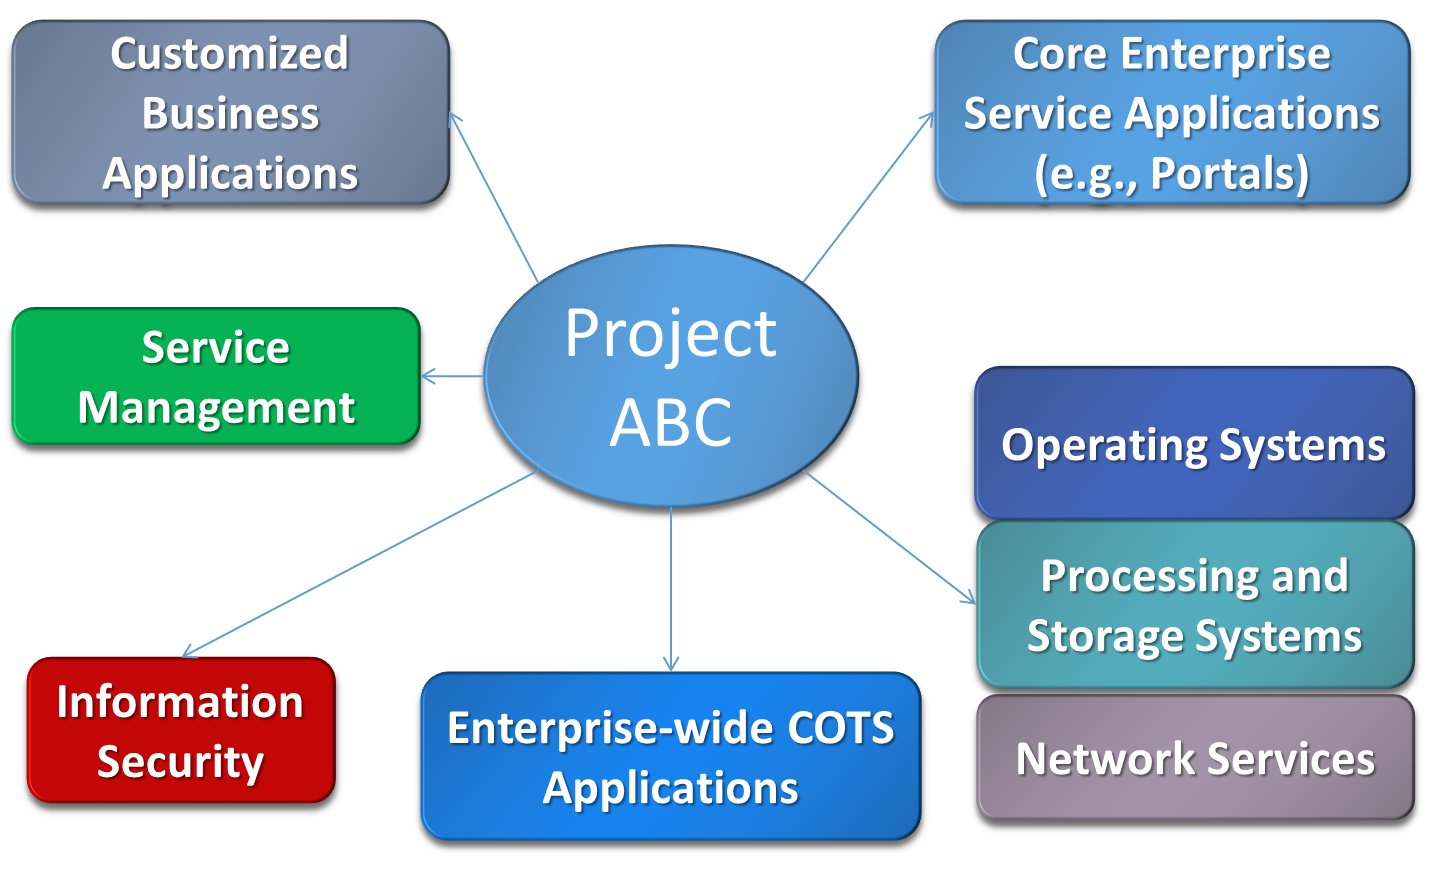 Customized
Business
Applications
Core Enterprise
Service Applications
(e.g., Portals)
Project
ABC
Service
Management
Operating Systems
Processing and
Storage Systems
Network Services
Information
Security
Enterprise-wide COTS
Applications